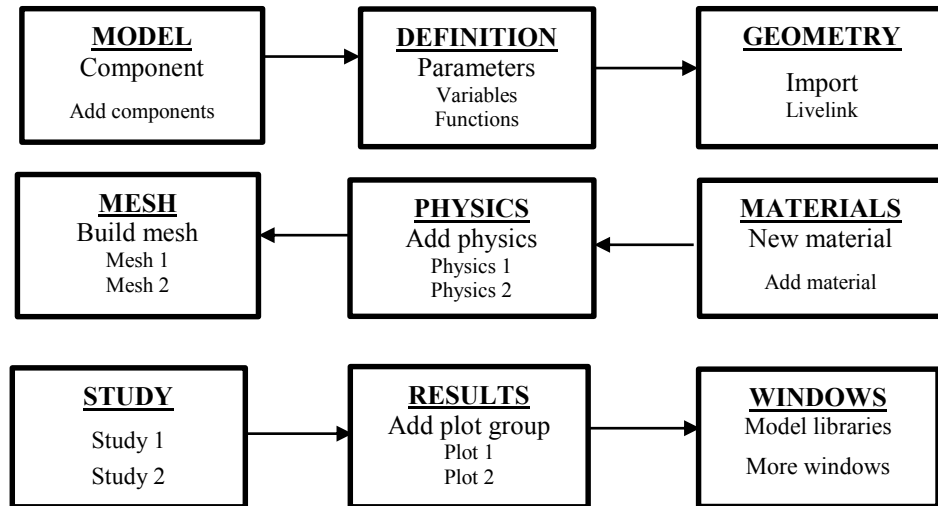 MODEL
Component
Add components
DEFINITION
Parameters
Variables
Functions
GEOMETRY
Import
Livelink
MESH
Build mesh
Mesh 1
Mesh 2
PHYSICS
Add physics
Physics 1
Physics 2
MATERIALS
New material
Add material
STUDY
Study 1
Study 2
RESULTS
Add plot group
Plot 1
Plot 2
WINDOWS
Model libraries
More windows